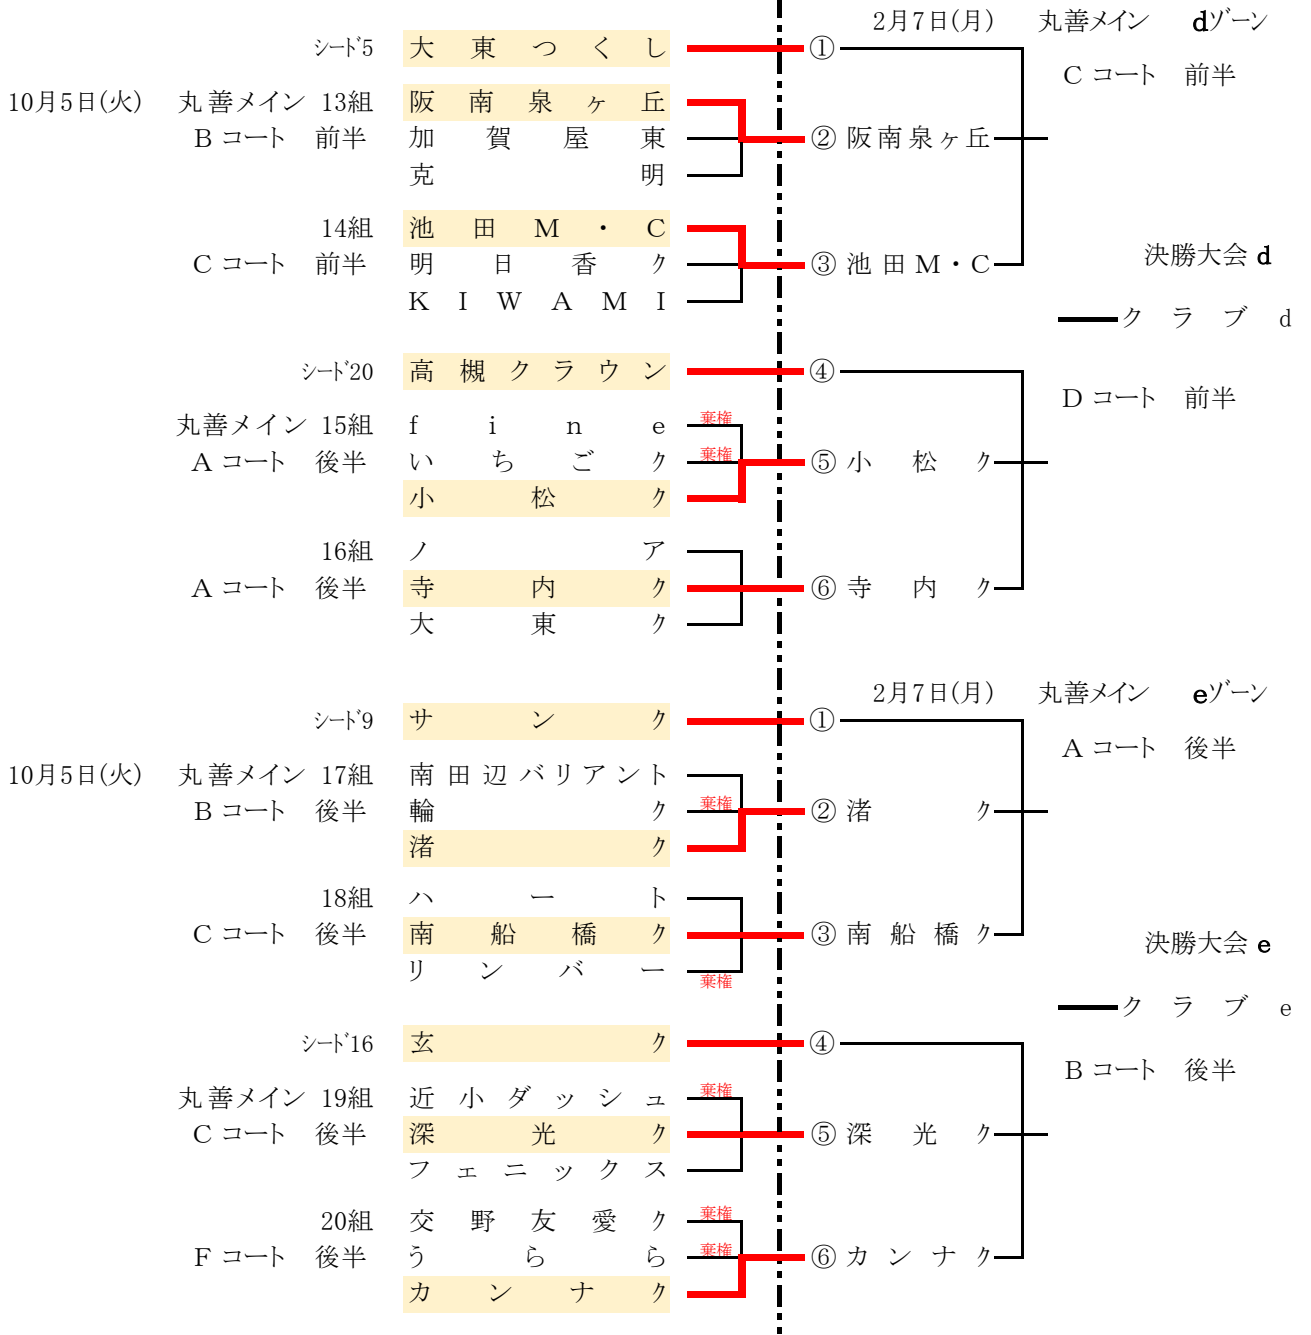 2月7日(月) 丸善メイン dゾーン
シード5 大東つくし ①
C コート 前半
10月5日(火) 丸善メイン 13組 阪南泉ヶ丘
B コート 前半 加賀屋東 ② 阪南泉ヶ丘
克明
14組 池田M・C
決勝大会 d
C コート 前半 明日香ク ③ 池田M・C
KIWAMI
クラブd
シード20 高槻クラウン ④
D コート 前半
丸善メイン 15組 fine 棄権
A コート 後半 いちごク 棄権 ⑤ 小松ク
小松ク
16組 ノア
A コート 後半 寺内ク ⑥ 寺内ク
大東ク
2月7日(月) 丸善メイン eゾーン
シード9 サンク ①
A コート 後半
10月5日(火) 丸善メイン 17組 南田辺バリアント
B コート 後半 輪ク 棄権 ② 渚ク
渚ク
18組 ハート
C コート 後半 南船橋ク ③ 南船橋ク
決勝大会 e
リンバー 棄権
クラブe
シード16 玄ク ④
B コート 後半
丸善メイン 19組 近小ダッシュ 棄権
C コート 後半 深光ク ⑤ 深光ク
フェニックス
20組 交野友愛ク 棄権
F コート 後半 うらら 棄権 ⑥ カンナク
カンナク